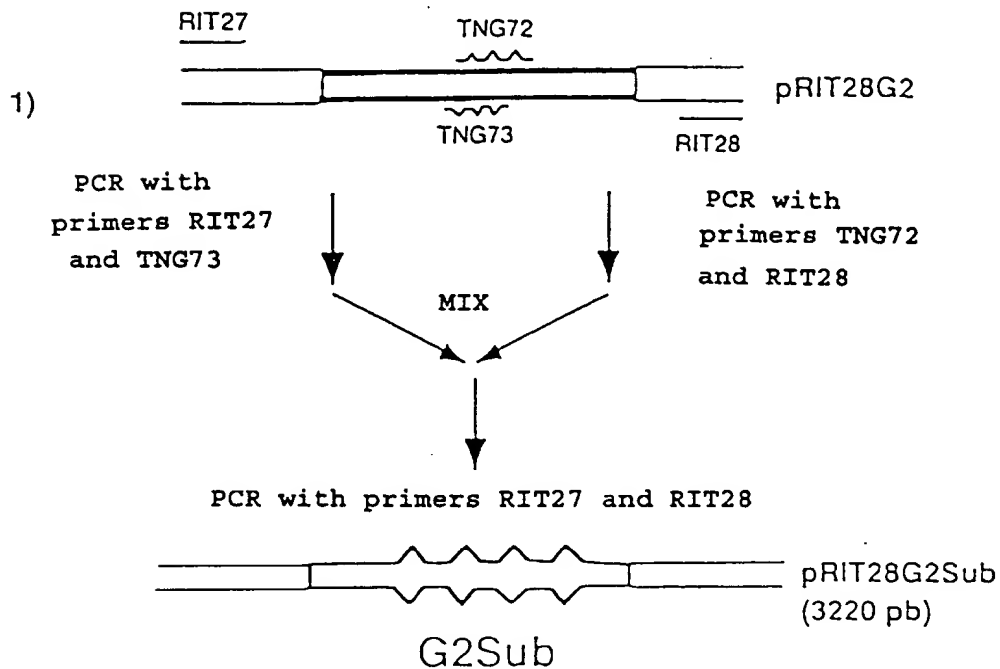 RIT27
TNG72
1)
pRIT28G2
TNG73
RIT28
PCR with
primers RIT27
and TNG73
PCR with
primers TNG72
and RIT28
MIX
PCR with primers RIT27 and RIT28
pRIT28G2Sub
(3220 pb)
G2Sub